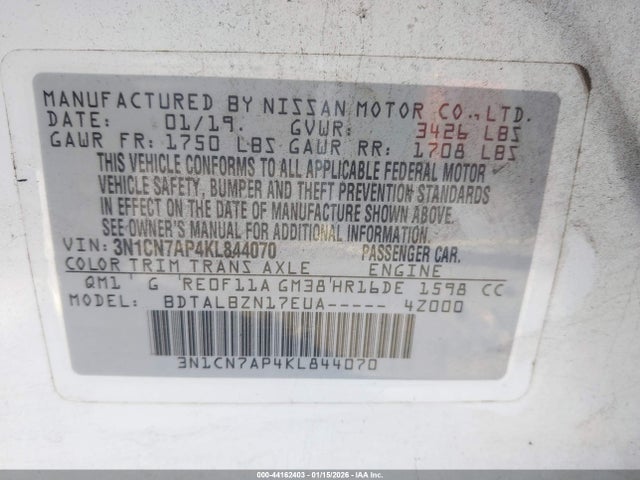 MANUFACTURED BY NISSAN MOTOR CO., LTD.
DATE: 01/19. GVWR: 3426 LBS
GAWR FR: 1750 LBS GAWR RR: 1708 LBS
THIS VEHICLE CONFORMS TO ALL APPLICABLE FEDERAL MOTOR
VEHICLE SAFETY, BUMPER AND THEFT PREVENTION STANDARDS
IN EFFECT ON THE DATE OF MANUFACTURE SHOWN ABOVE.
SEE OWNER'S MANUAL FOR ADDITIONAL INFORMATION.
VIN: 3N1CN7AP4KL844070 PASSENGER CAR.
COLOR TRIM TRANS AXLE ENGINE
QM1 G RE0F11A GM38 HR16DE 1598 CC
MODEL: BDTALBZN17EUA----- 4Z000
3N1CN7AP4KL844070
000-44162403 - 01/15/2026 - IAA Corp.